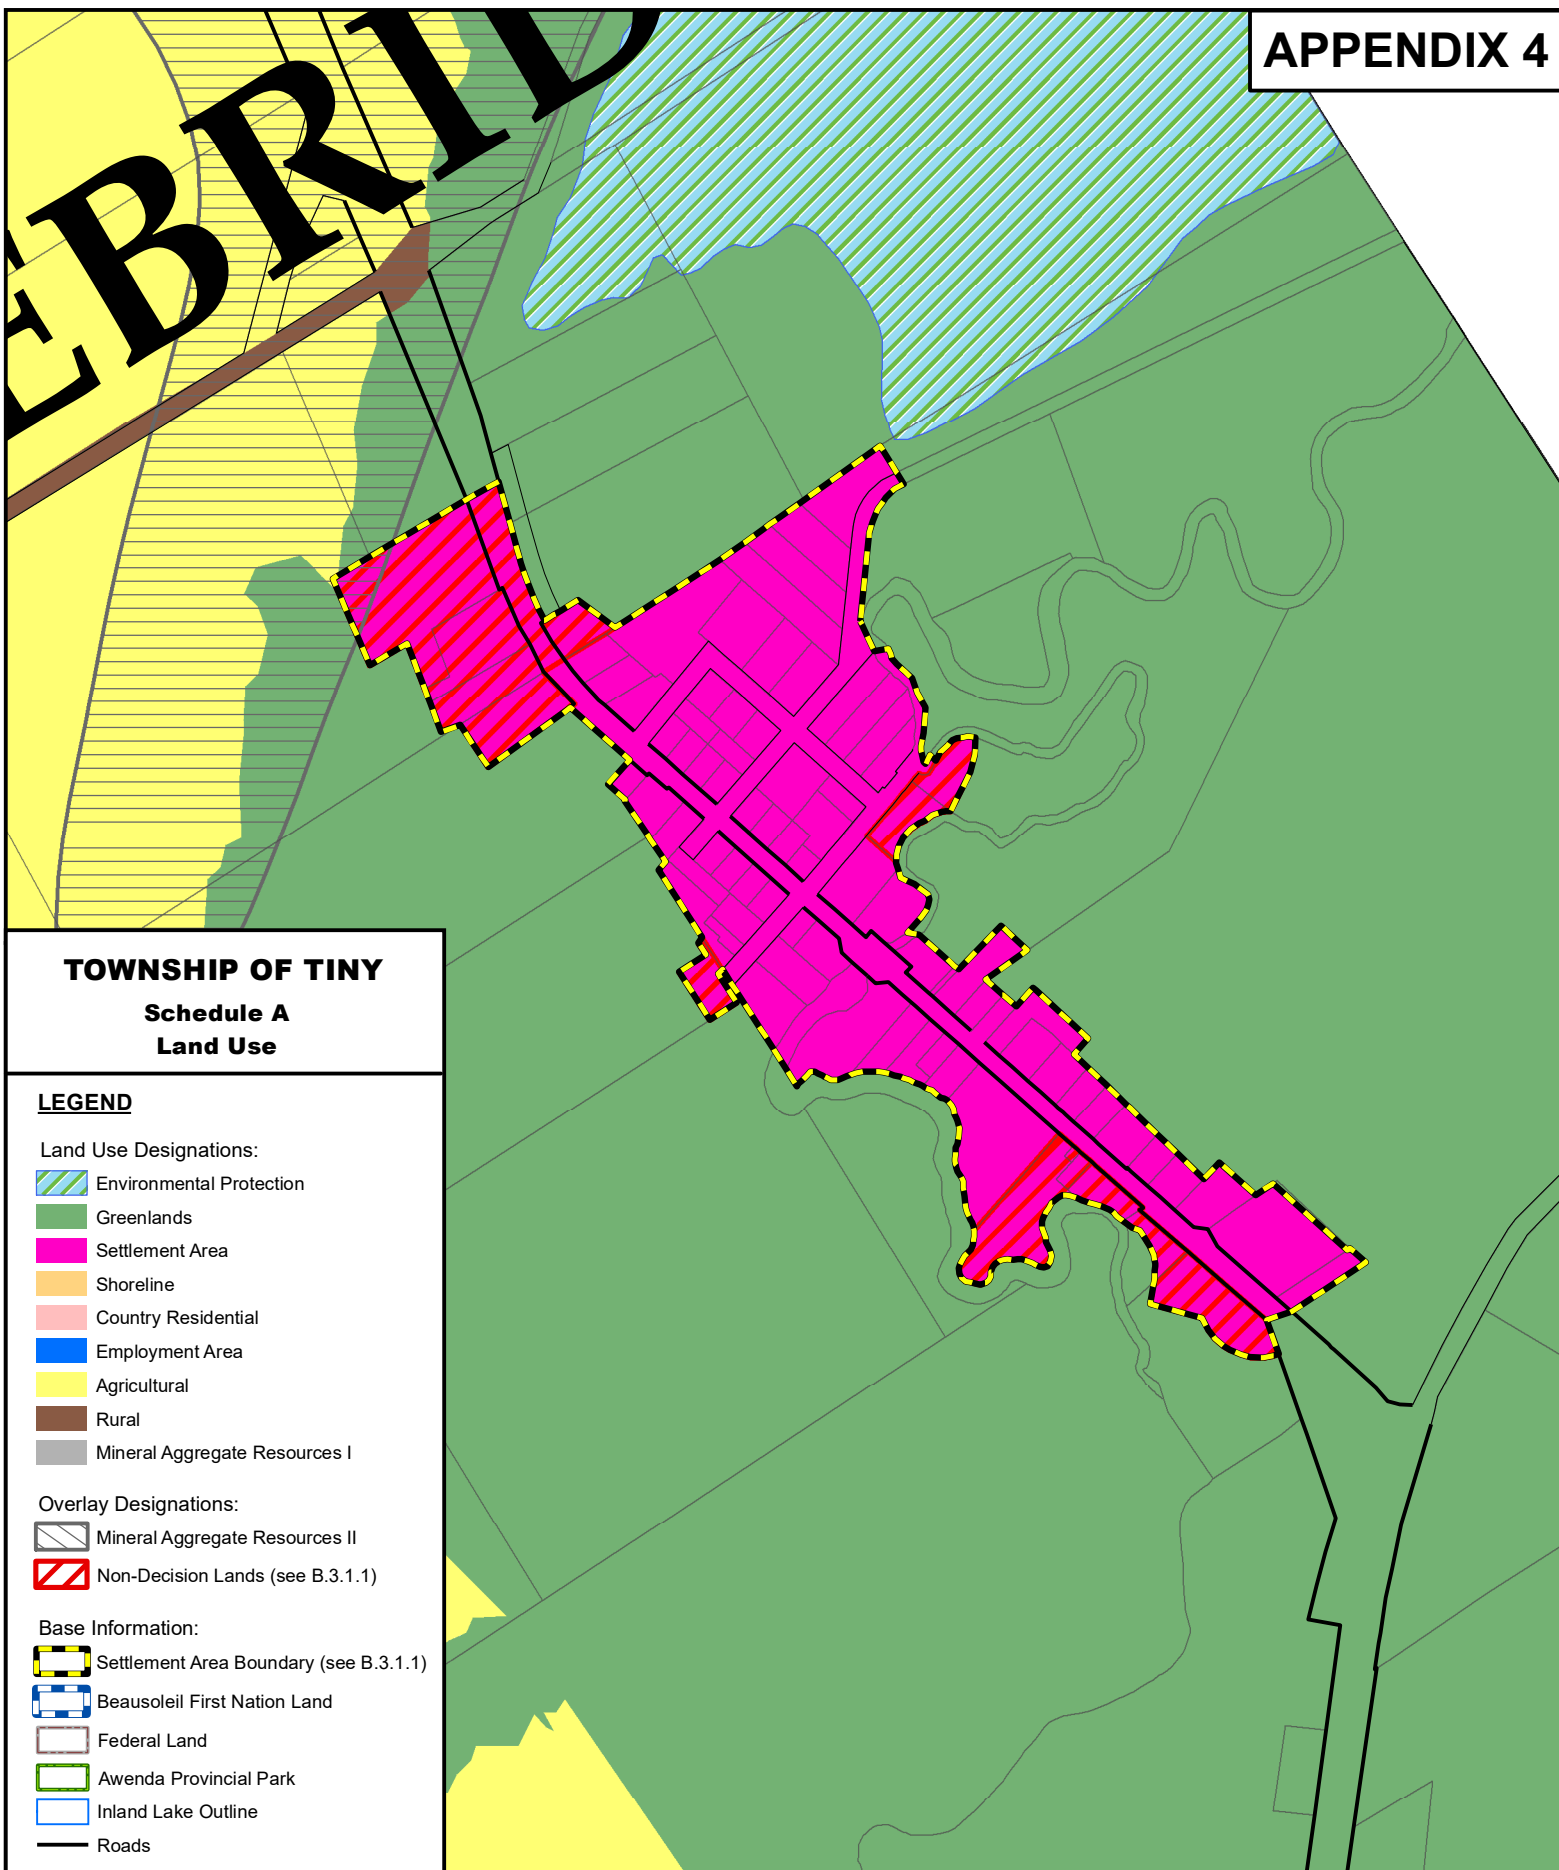 APPENDIX 4
EBRID
TOWNSHIP OF TINY
Schedule A
Land Use
LEGEND
Land Use Designations:
Environmental Protection
Greenlands
Settlement Area
Shoreline
Country Residential
Employment Area
Agricultural
Rural
Mineral Aggregate Resources I
Overlay Designations:
Mineral Aggregate Resources II
Non-Decision Lands (see B.3.1.1)
Base Information:
Settlement Area Boundary (see B.3.1.1)
Beausoleil First Nation Land
Federal Land
Awenda Provincial Park
Inland Lake Outline
Roads